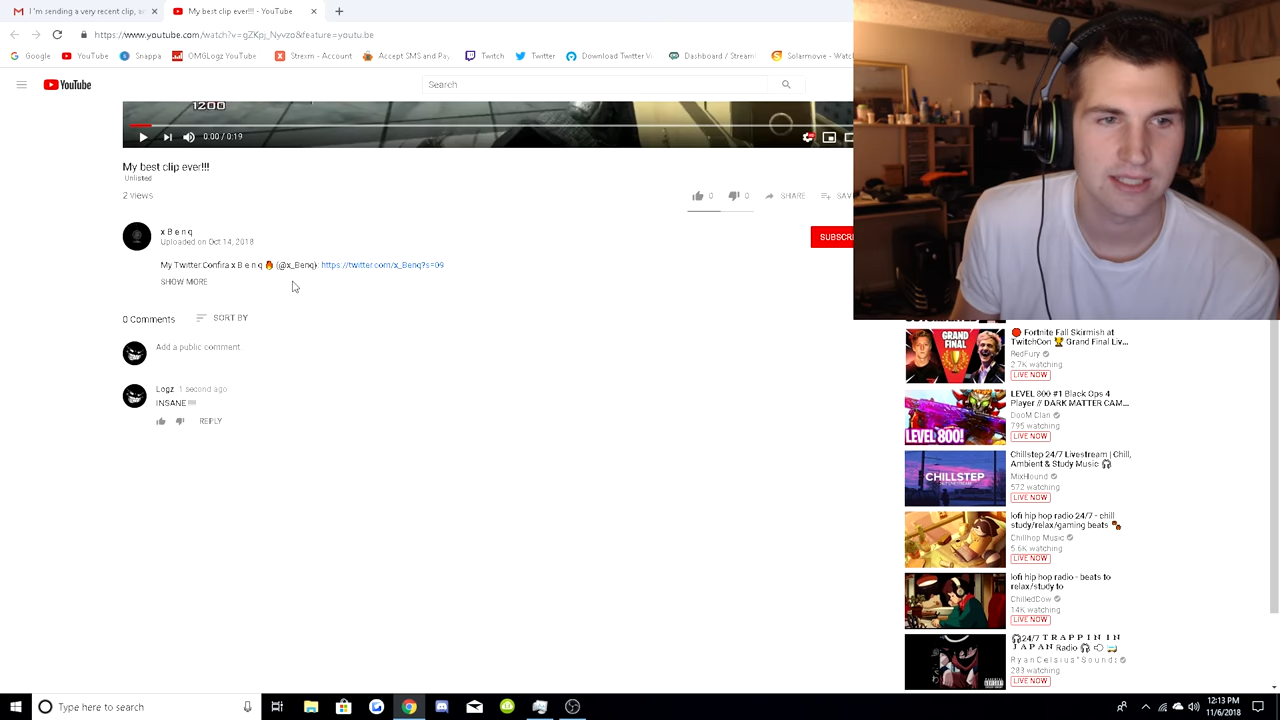 I'm sending a very recent clip, s
My best clip ever!!! - YouTube
https://www.youtube.com/watch?v=gZKpj_Nyvzo&feature=youtu.be
Google
YouTube
Snappa
OMGLogz YouTube
Strexm - Account
Accept SMS and Pay
Twitch
Twitter
Download Twitter Vi
Dashboard / Stream
Solarmovie - Watc
YouTube
Search
1200
0:00 / 0:19
My best clip ever!!!
Unlisted
2 views
0
0
SHARE
SAV
x B e n q
Uploaded on Oct 14, 2018
SUBSCRI
My Twitter:Confira x B e n q 🔥 (@x_Benq): https://twitter.com/x_Benq?s=09
SHOW MORE
0 Comments
SORT BY
Add a public comment
Logz 1 second ago
INSANE !!!!
REPLY
Fortnite Fall Skirmish at
TwitchCon 🏆 Grand Final Liv...
RedFury
2.7K watching
LIVE NOW
GRAND
FINAL
LEVEL 800 #1 Black Ops 4
Player // DARK MATTER CAM...
DooM Clan
795 watching
LIVE NOW
LEVEL 800!
Chillstep 24/7 Livestream | Chill,
Ambient & Study Music 🎧
MixHound
572 watching
LIVE NOW
CHILLSTEP
lofi hip hop radio 24/7 - chill
study/relax/gaming beats
Chillhop Music
5.6K watching
LIVE NOW
lofi hip hop radio - beats to
relax/study to
ChilledCow
14K watching
LIVE NOW
🎧24/7 T R A P P I N I N
J A P A N Radio 🎧
R y a n C e l s i u s ° S o u n d s
283 watching
LIVE NOW
Type here to search
12:13 PM
11/6/2018